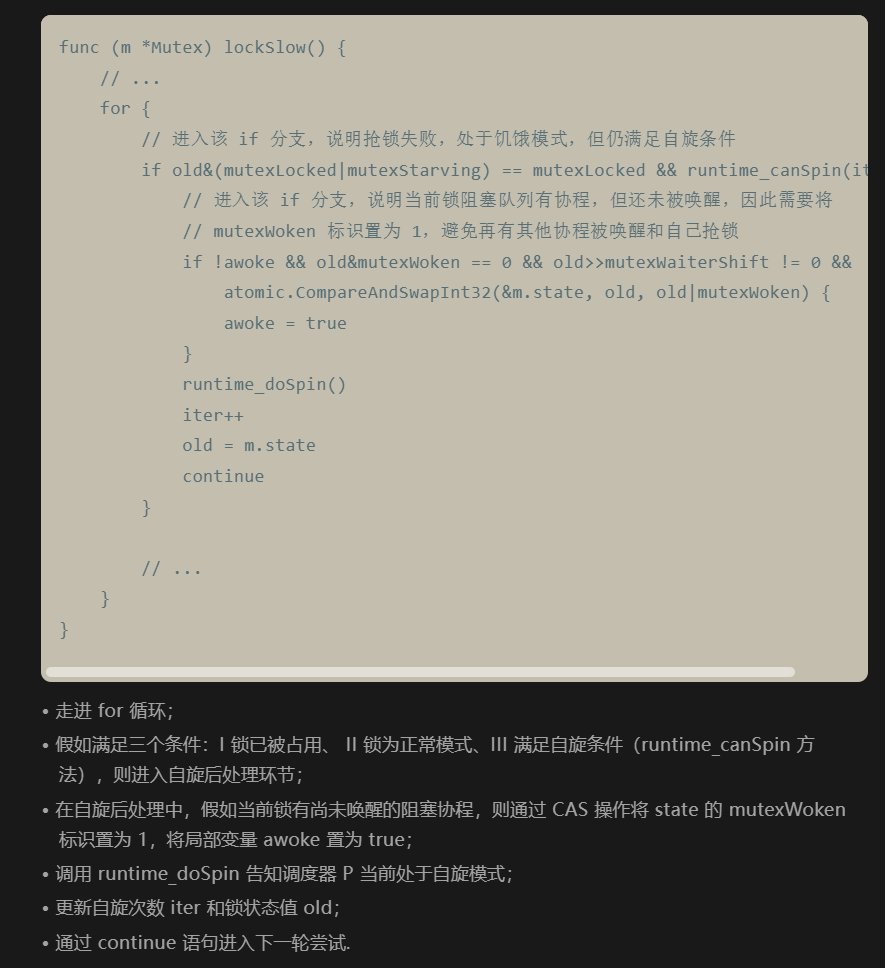 func (m *Mutex) lockSlow() {
    // ...
    for {
        // 进入该 if 分支，说明抢锁失败，处于饥饿模式，但仍满足自旋条件
        if old&(mutexLocked|mutexStarving) == mutexLocked && runtime_canSpin(it
            // 进入该 if 分支，说明当前锁阻塞队列有协程，但还未被唤醒，因此需要将
            // mutexWoken 标识置为 1，避免再有其他协程被唤醒和自己抢锁
            if !awoke && old&mutexWoken == 0 && old>>mutexWaiterShift != 0 &&
                atomic.CompareAndSwapInt32(&m.state, old, old|mutexWoken) {
                awoke = true
            }
            runtime_doSpin()
            iter++
            old = m.state
            continue
        }
        // ...
    }
}
• 走进 for 循环；
• 假如满足三个条件：I 锁已被占用、 II 锁为正常模式、III 满足自旋条件（runtime_canSpin 方
法），则进入自旋后处理环节；
• 在自旋后处理中，假如当前锁有尚未唤醒的阻塞协程，则通过 CAS 操作将 state 的 mutexWoken
标识置为 1，将局部变量 awoke 置为 true；
• 调用 runtime_doSpin 告知调度器 P 当前处于自旋模式；
• 更新自旋次数 iter 和锁状态值 old；
• 通过 continue 语句进入下一轮尝试.